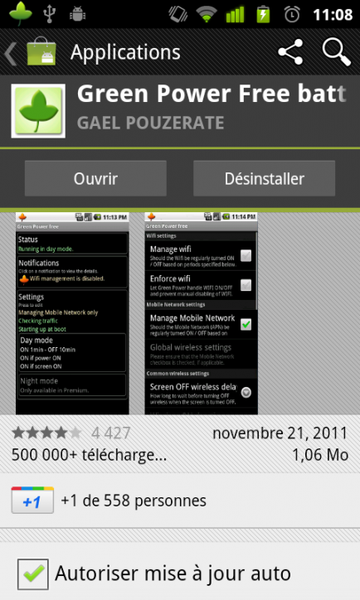 11:08
Applications
Green Power Free batt
GAEL POUZERATE
Ouvrir
Désinstaller
11:13 PM
Green Power free
Status
Running in day mode.
Notifications
Click on a notification to view the details.
Wifi management is disabled.
Settings
Press to edit
Managing Mobile Network only
Checking traffic
Starting up at boot
Day mode
ON 1min - OFF 10min
ON if power ON
ON if screen ON
Night mode
Only available in Premium.
11:14 PM
Green Power free
Wifi settings
Manage wifi
Should the Wifi be regularly turned ON
/ OFF based on periods specified below.
Enforce wifi
Let Green Power handle WIFI ON/OFF
and prevent manual disabling of WIFI.
Mobile Network settings
Manage Mobile Network
Should the Mobile Network (APN) be
regularly turned ON / OFF based on
Global wireless settings
Please ensure that the Mobile Network
checkbox is checked, if applicable.
Common wireless settings
Screen OFF wireless dela
How long to wait before turning OFF
wireless when the screen is turned OFF.
4 427
novembre 21, 2011
500 000+ télécharge...
1,06 Mo
+1
+1 de 558 personnes
Autoriser mise à jour auto